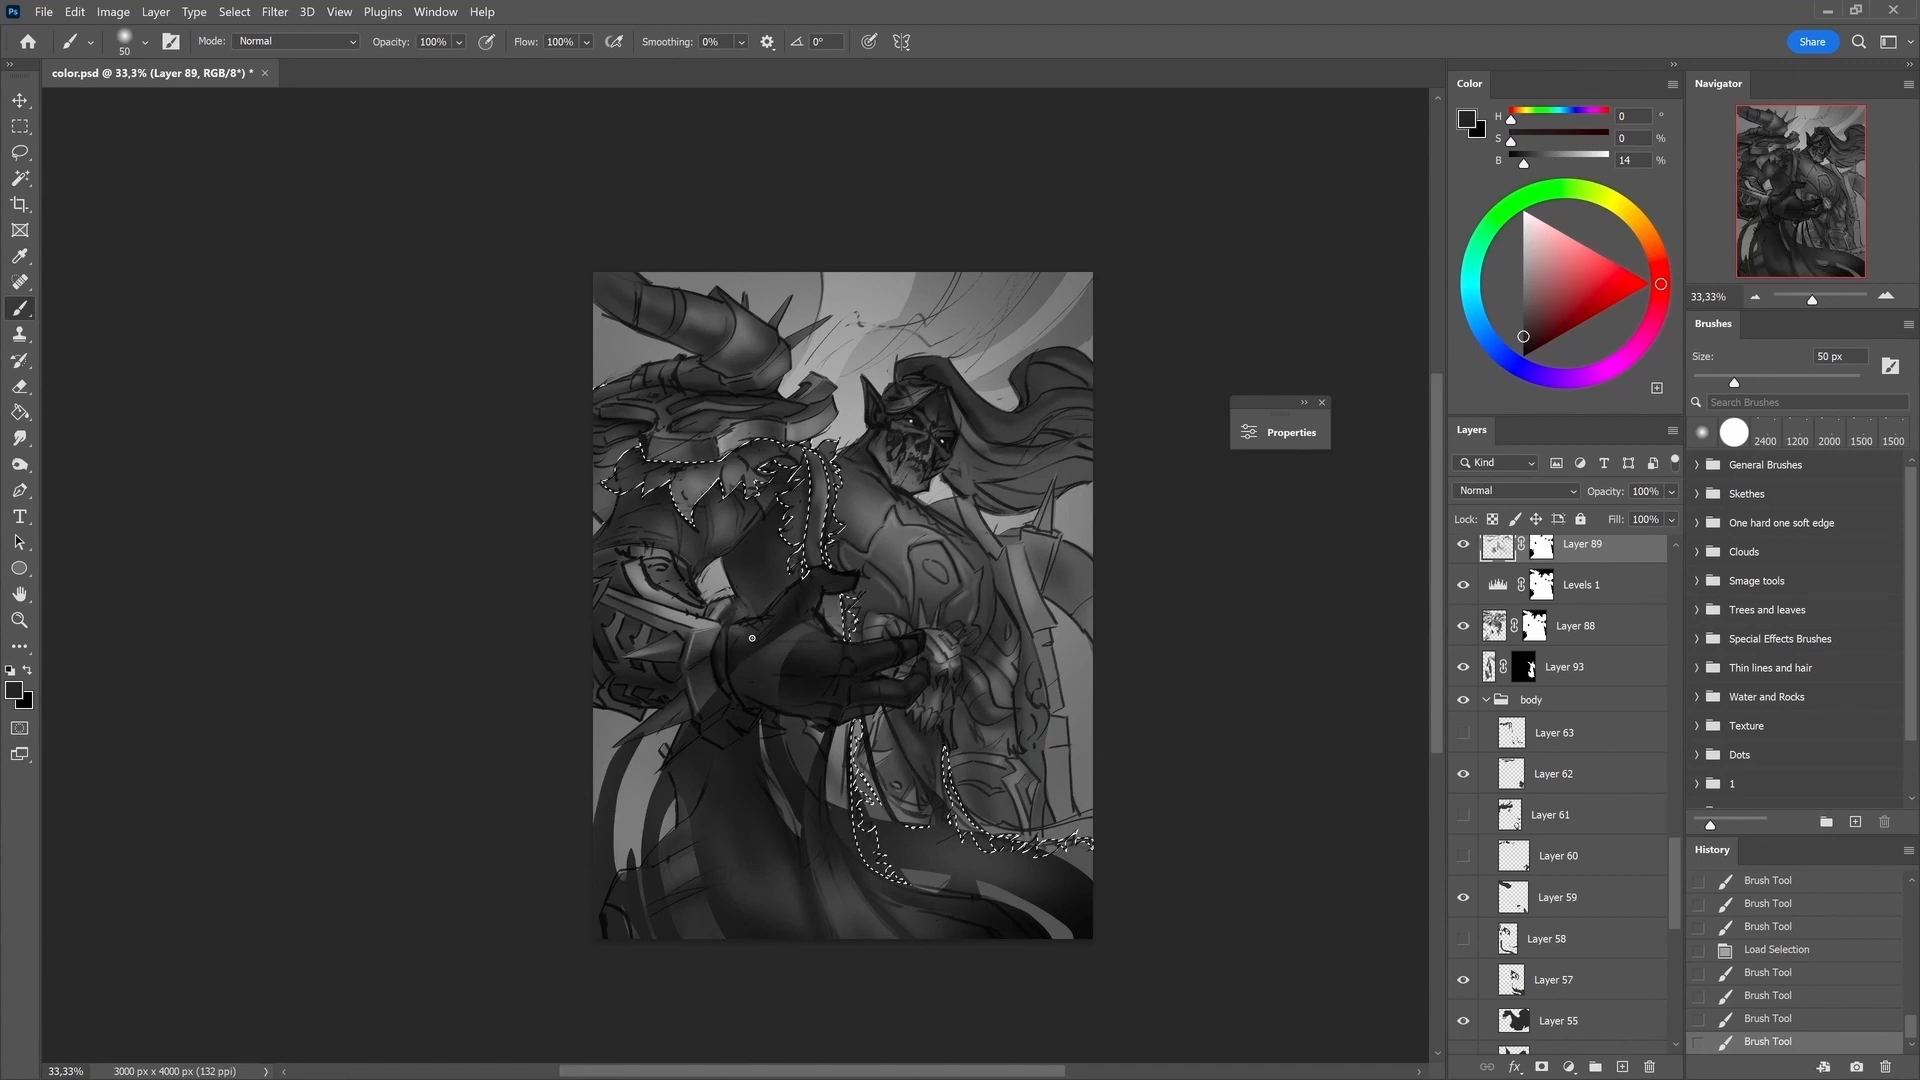 Ps File Edit Image Layer Type Select Filter 3D View Plugins Window Help
50 Mode: Normal Opacity: 100% Flow: 100% Smoothing: 0% 0° Share
color.psd @ 33,3% (Layer 89, RGB/8*) *
Color
H 0 °
S 0 %
B 14 %
Navigator
33,33%
Brushes
Size: 50 px
Search Brushes
2400 1200 2000 1500 1500
General Brushes
Skethes
One hard one soft edge
Clouds
Smage tools
Trees and leaves
Special Effects Brushes
Thin lines and hair
Water and Rocks
Texture
Dots
1
Properties
Layers
Kind
Normal Opacity: 100%
Lock: Fill: 100%
Layer 89
Levels 1
Layer 88
Layer 93
body
Layer 63
Layer 62
Layer 61
Layer 60
Layer 59
Layer 58
Layer 57
Layer 55
fx
History
Brush Tool
Brush Tool
Brush Tool
Load Selection
Brush Tool
Brush Tool
Brush Tool
Brush Tool
33,33% 3000 px x 4000 px (132 ppi)